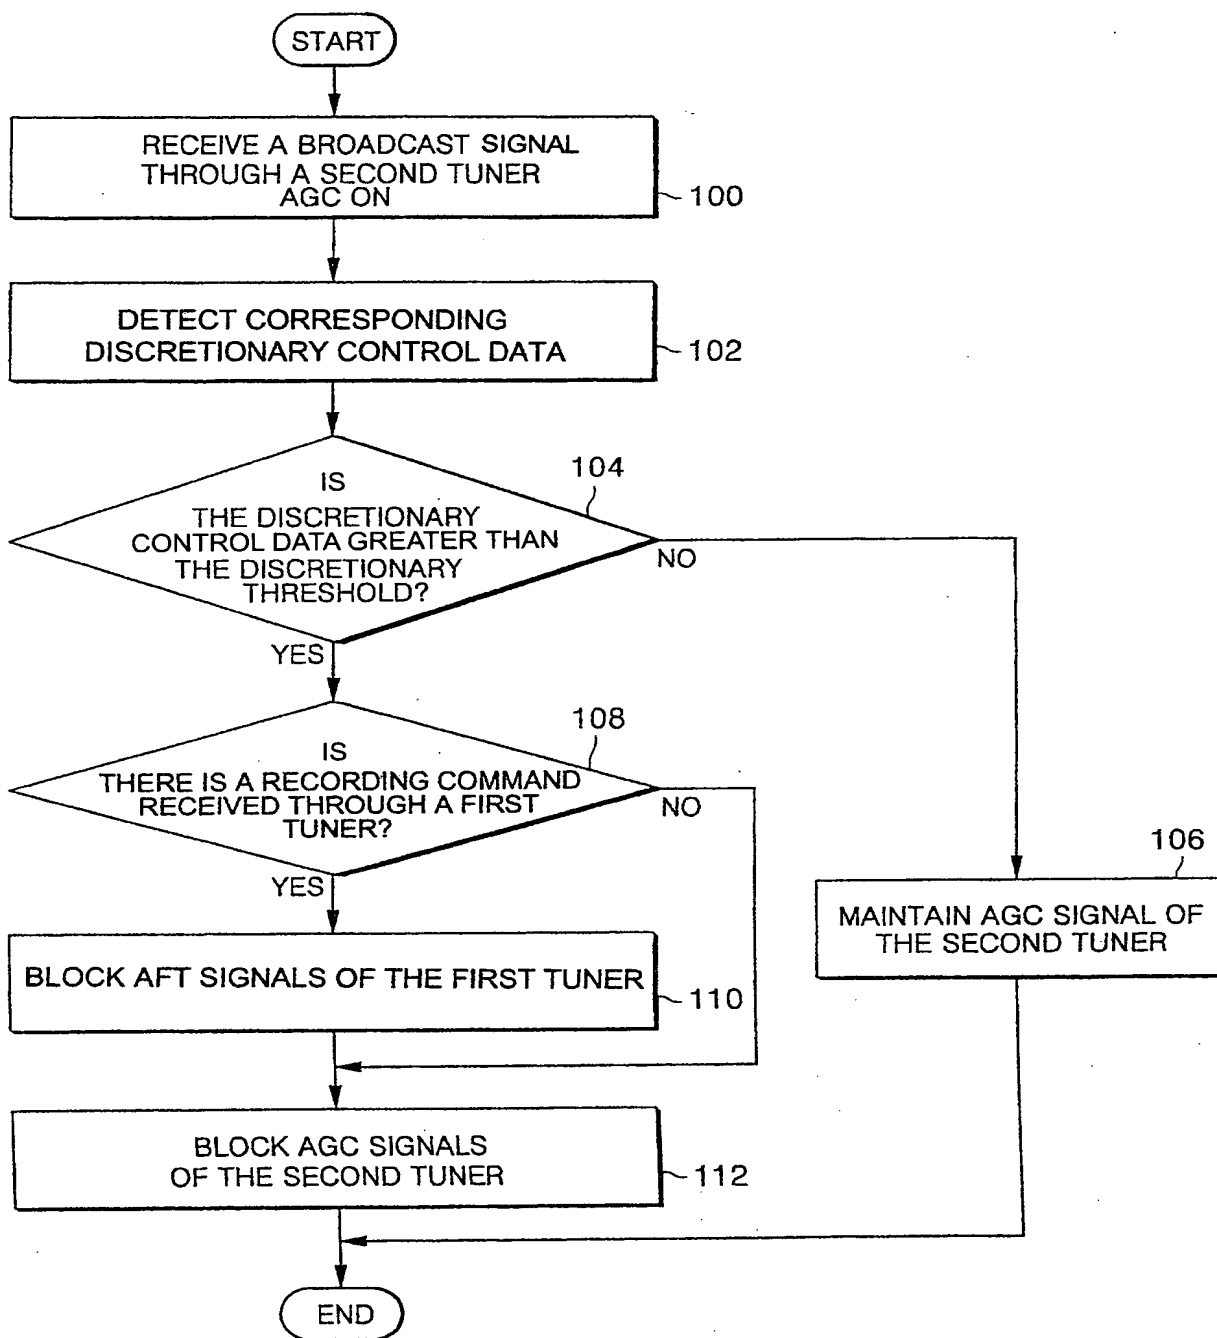 START
RECEIVE A BROADCAST SIGNAL
THROUGH A SECOND TUNER
AGC ON
100
DETECT CORRESPONDING
DISCRETIONARY CONTROL DATA
102
104
IS
THE DISCRETIONARY
CONTROL DATA GREATER THAN
THE DISCRETIONARY
THRESHOLD?
NO
YES
108
IS
THERE IS A RECORDING COMMAND
RECEIVED THROUGH A FIRST
TUNER?
NO
YES
106
MAINTAIN AGC SIGNAL OF
THE SECOND TUNER
BLOCK AFT SIGNALS OF THE FIRST TUNER
110
BLOCK AGC SIGNALS
OF THE SECOND TUNER
112
END